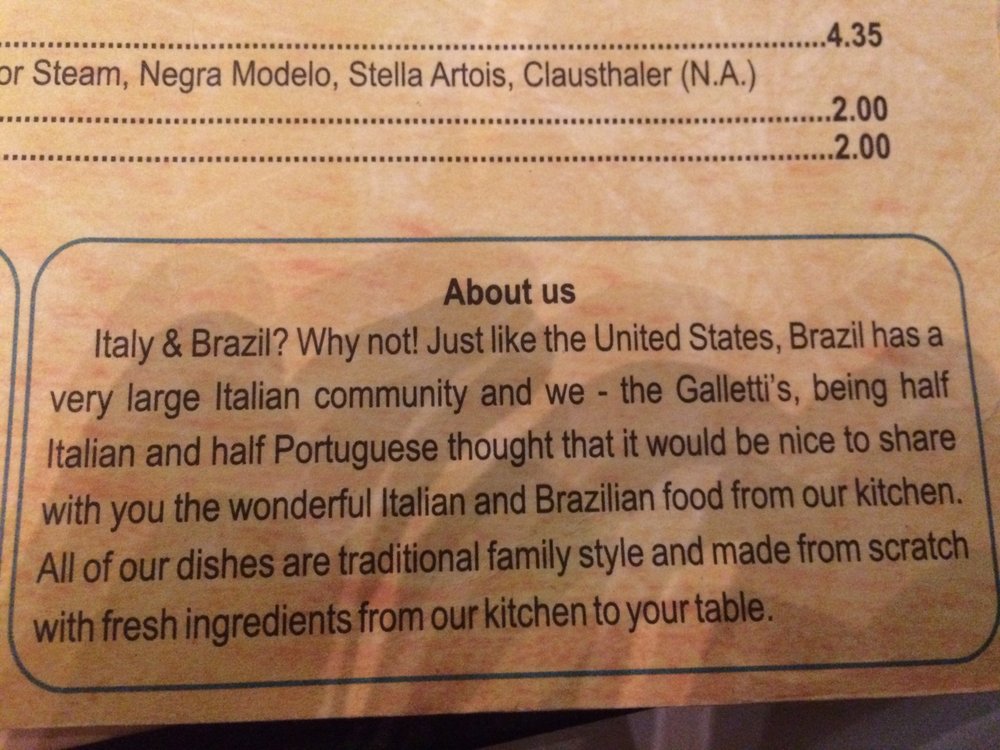 ..........4.35
or Steam, Negra Modelo, Stella Artois, Clausthaler (N.A.)
..........2.00
..........2.00
About us
Italy & Brazil? Why not! Just like the United States, Brazil has a
very large Italian community and we - the Galletti's, being half
Italian and half Portuguese thought that it would be nice to share
with you the wonderful Italian and Brazilian food from our kitchen.
All of our dishes are traditional family style and made from scratch
with fresh ingredients from our kitchen to your table.